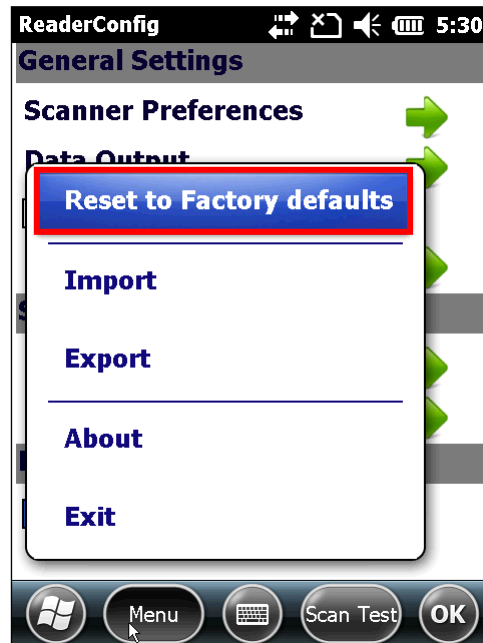 ReaderConfig 5:30
General Settings
Scanner Preferences
Data Output
Reset to Factory defaults
Import
Export
About
Exit
Menu Scan Test OK